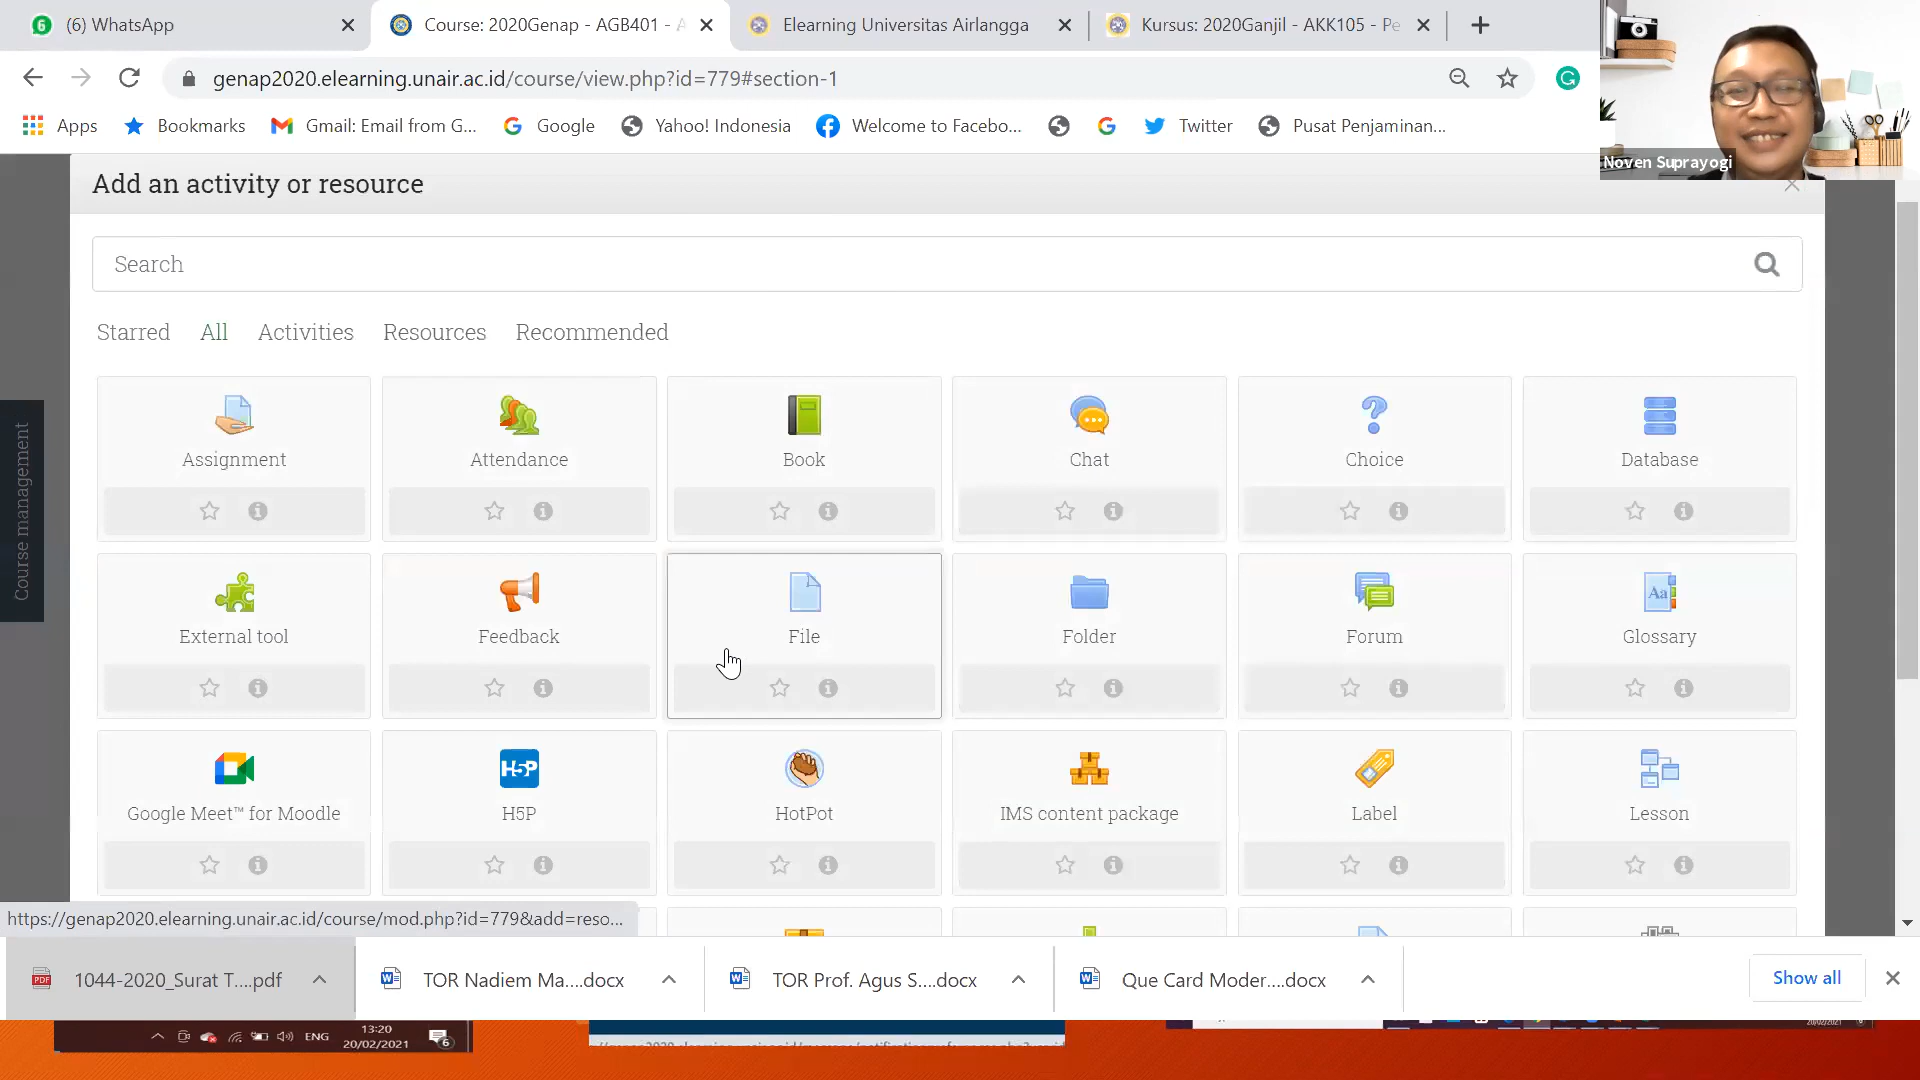 (6) WhatsApp
Course: 2020Genap - AGB401 - A
Elearning Universitas Airlangga
Kursus: 2020Ganjil - AKK105 - Pe
genap2020.elearning.unair.ac.id/course/view.php?id=779#section-1
Apps
Bookmarks
Gmail: Email from G...
Google
Yahoo! Indonesia
Welcome to Facebo...
Twitter
Pusat Penjaminan...
Noven Suprayogi
Add an activity or resource
Search
Starred
All
Activities
Resources
Recommended
Course management
Assignment
Attendance
Book
Chat
Choice
Database
External tool
Feedback
File
Folder
Forum
Glossary
Google Meet™ for Moodle
H5P
HotPot
IMS content package
Label
Lesson
https://genap2020.elearning.unair.ac.id/course/mod.php?id=779&add=reso...
1044-2020_Surat T....pdf
TOR Nadiem Ma....docx
TOR Prof. Agus S....docx
Que Card Moder....docx
Show all
ENG
13:20
20/02/2021
6